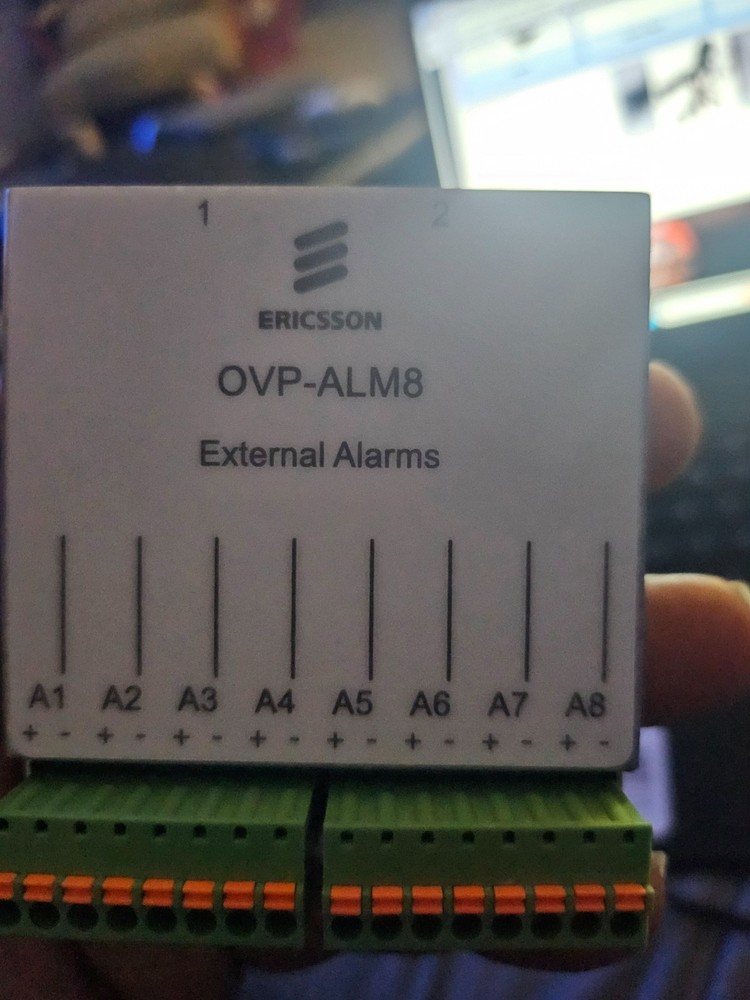 1 2
ERICSSON
OVP-ALM8
External Alarms
A1 A2 A3 A4 A5 A6 A7 A8
+ - + - + - + - + - + - + - + -